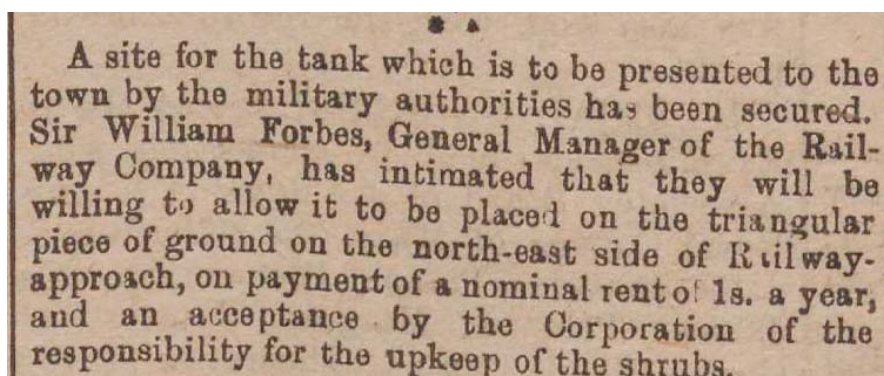 A site for the tank which is to be presented to the
town by the military authorities has been secured.
Sir William Forbes, General Manager of the Rail-
way Company, has intimated that they will be
willing to allow it to be placed on the triangular
piece of ground on the north-east side of Railway-
approach, on payment of a nominal rent of 1s. a year,
and an acceptance by the Corporation of the
responsibility for the upkeep of the shrubs.